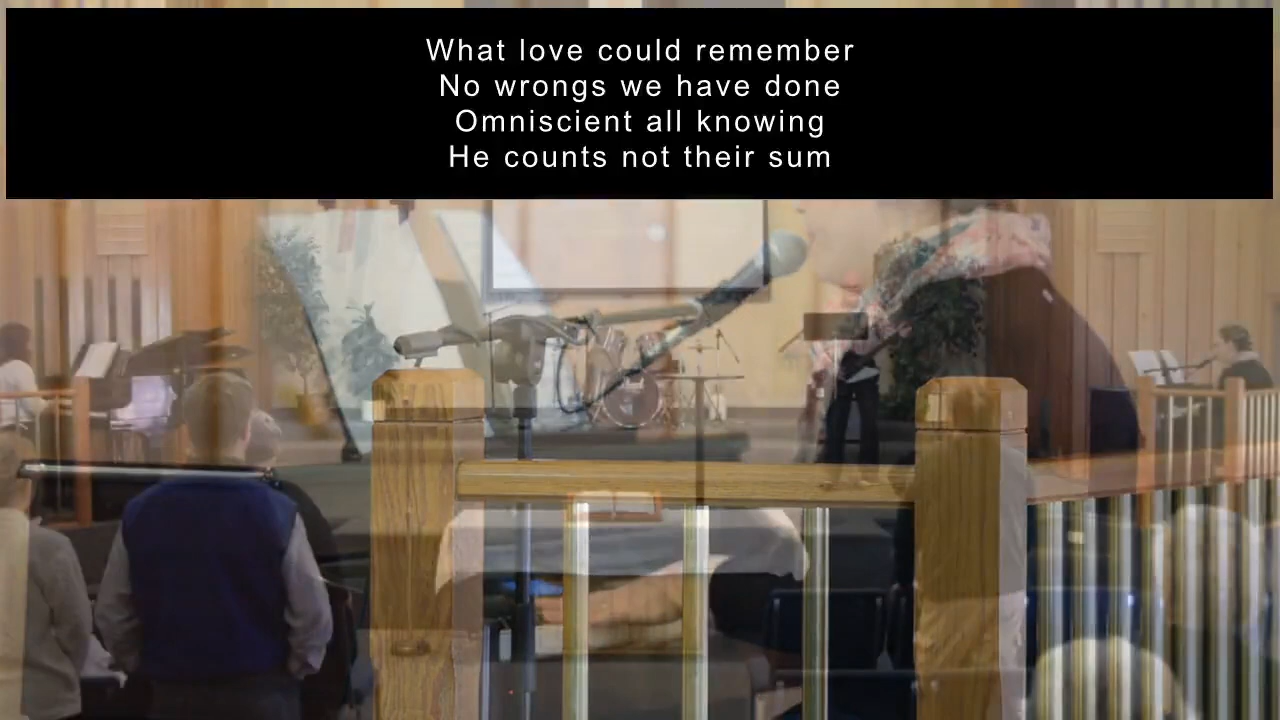 What love could remember
No wrongs we have done
Omniscient all knowing
He counts not their sum